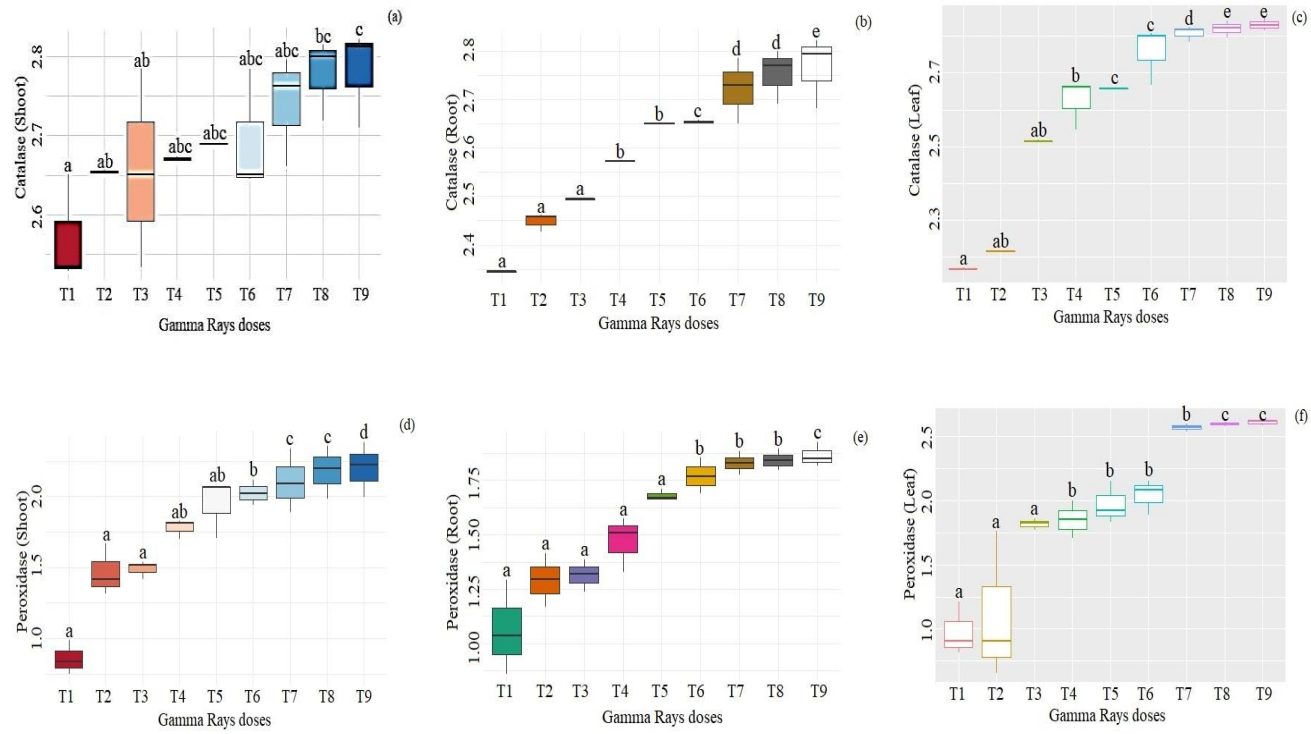 (a)
Catalase (Shoot)
2.8
2.7
2.6
a ab ab abc abc abc abc bc c
T1 T2 T3 T4 T5 T6 T7 T8 T9
Gamma Rays doses
(b)
Catalase (Root)
2.8
2.7
2.6
2.5
2.4
a a a b b c d d e
T1 T2 T3 T4 T5 T6 T7 T8 T9
Gamma Rays doses
(c)
Catalase (Leaf)
2.7
2.5
2.3
a ab ab b c c d e e
T1 T2 T3 T4 T5 T6 T7 T8 T9
Gamma Rays doses
(d)
Peroxidase (Shoot)
2.0
1.5
1.0
a a a ab ab b c c d
T1 T2 T3 T4 T5 T6 T7 T8 T9
Gamma Rays doses
(e)
Peroxidase (Root)
1.75
1.50
1.25
1.00
a a a a a b b b c
T1 T2 T3 T4 T5 T6 T7 T8 T9
Gamma Rays doses
(f)
Peroxidase (Leaf)
2.5
2.0
1.5
1.0
a a a b b b b c c
T1 T2 T3 T4 T5 T6 T7 T8 T9
Gamma Rays doses